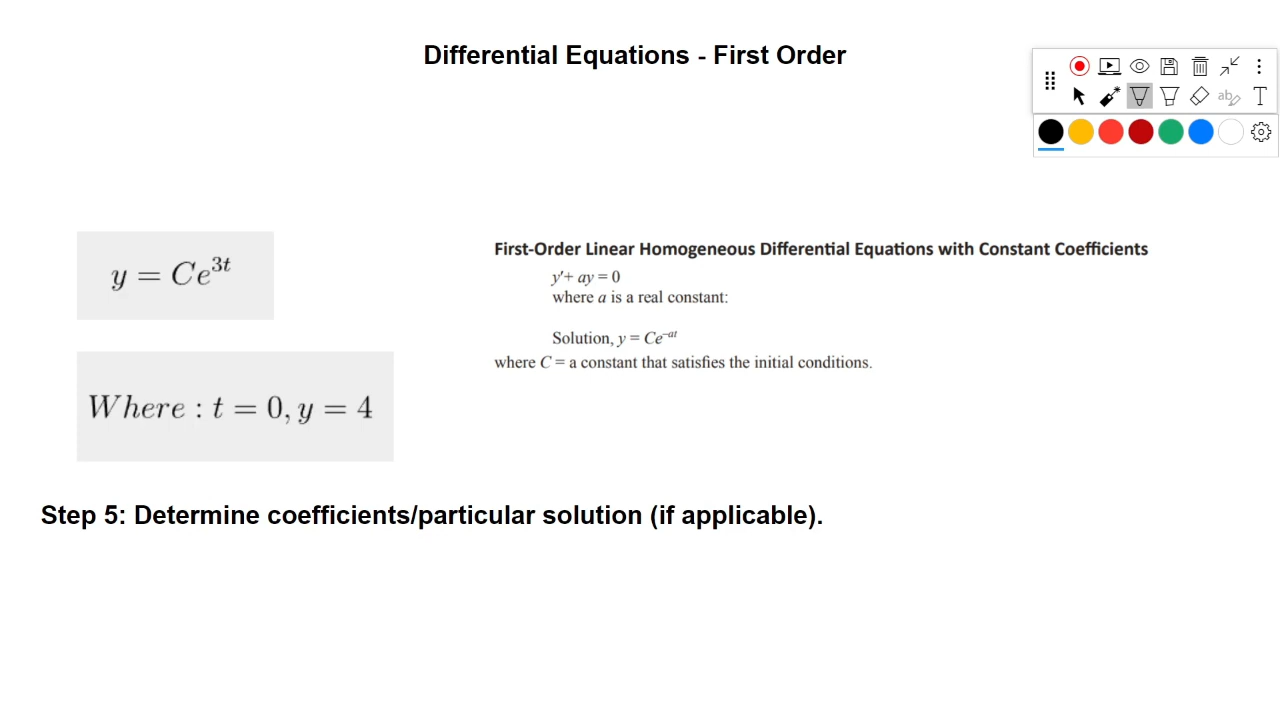 Differential Equations - First Order
ab
T
y = Ce^{3t}
Where : t = 0, y = 4
First-Order Linear Homogeneous Differential Equations with Constant Coefficients
y′+ ay = 0
where a is a real constant:
Solution, y = Ce^{–at}
where C = a constant that satisfies the initial conditions.
Step 5: Determine coefficients/particular solution (if applicable).